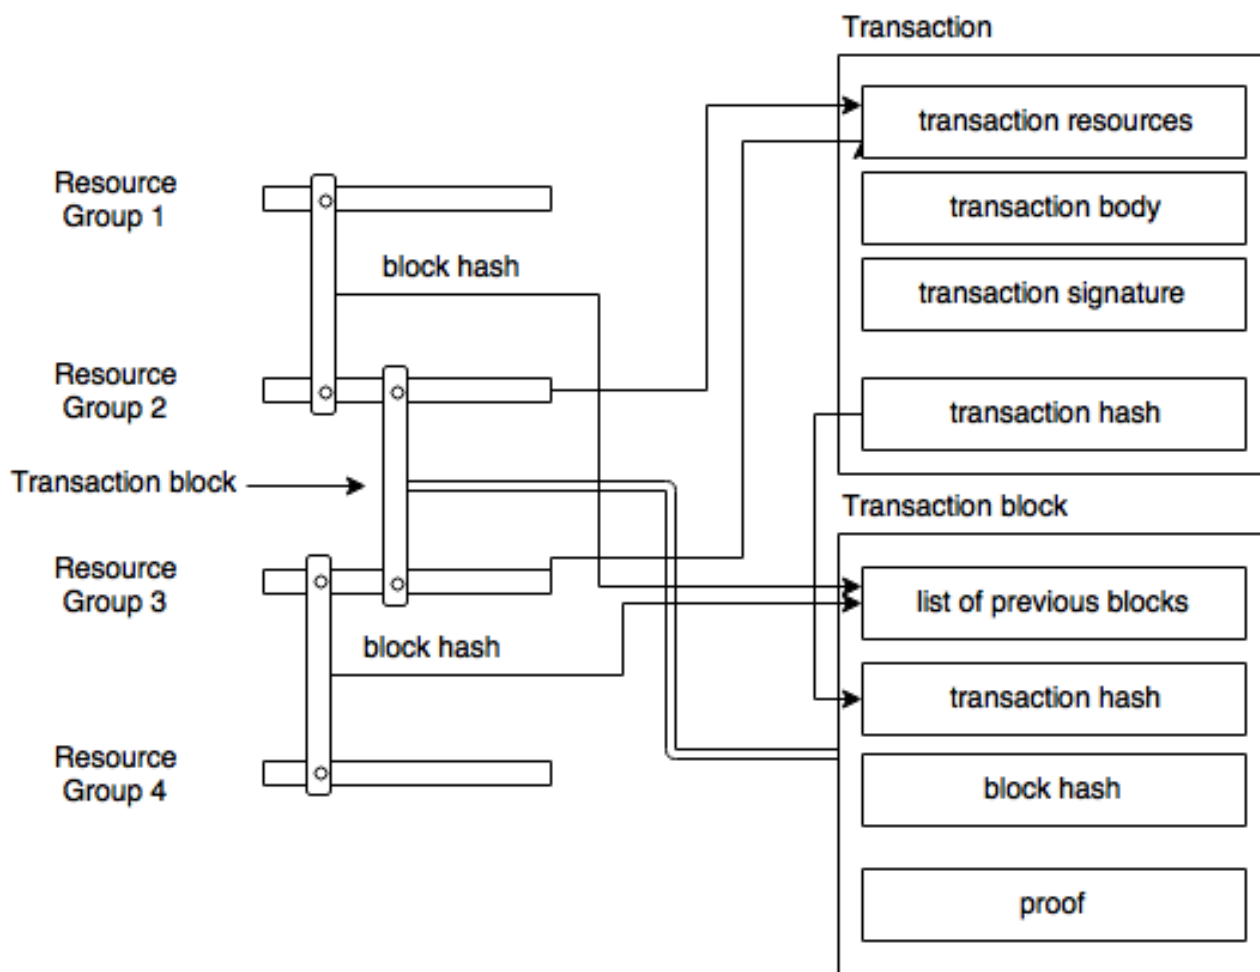 Transaction
transaction resources
transaction body
transaction signature
transaction hash
Resource
Group 1
block hash
Resource
Group 2
Transaction block
Resource
Group 3
block hash
Resource
Group 4
Transaction block
list of previous blocks
transaction hash
block hash
proof